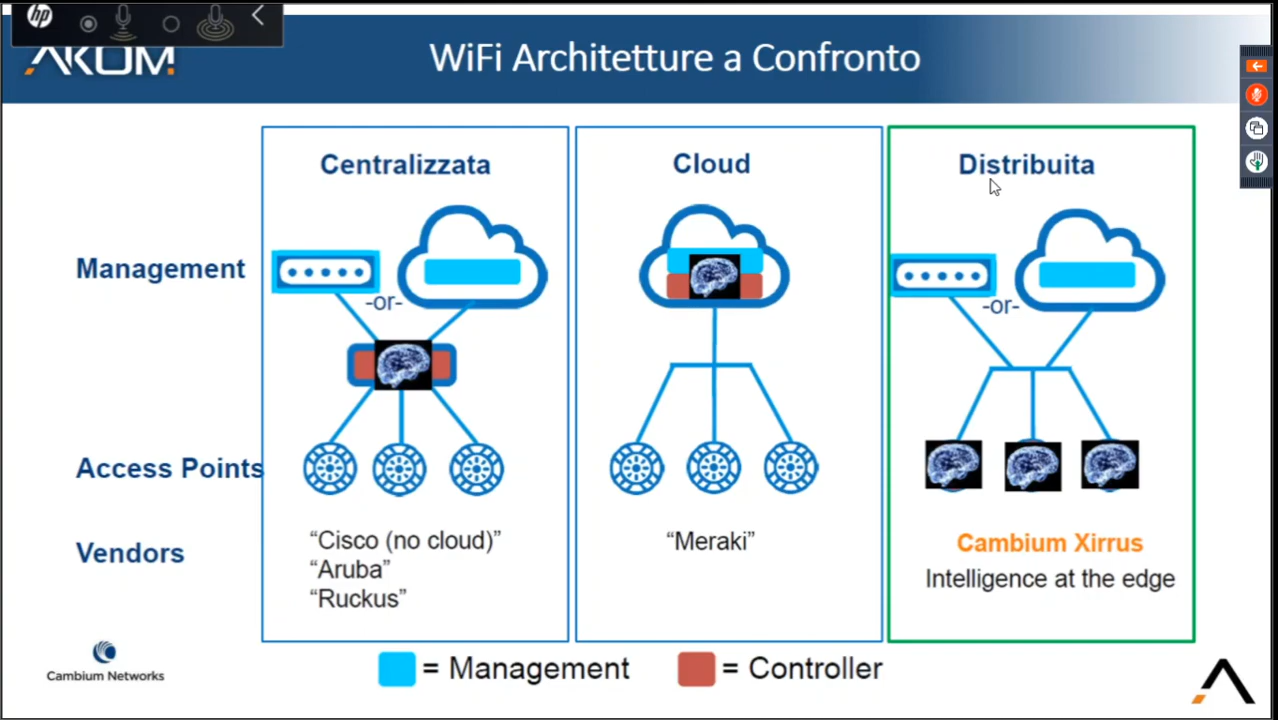 hp
AKOM
WiFi Architetture a Confronto
Centralizzata
Cloud
Distribuita
Management
-or-
-or-
Access Points
Vendors
“Cisco (no cloud)”
“Aruba”
“Ruckus”
“Meraki”
Cambium Xirrus
Intelligence at the edge
Cambium Networks
= Management
= Controller